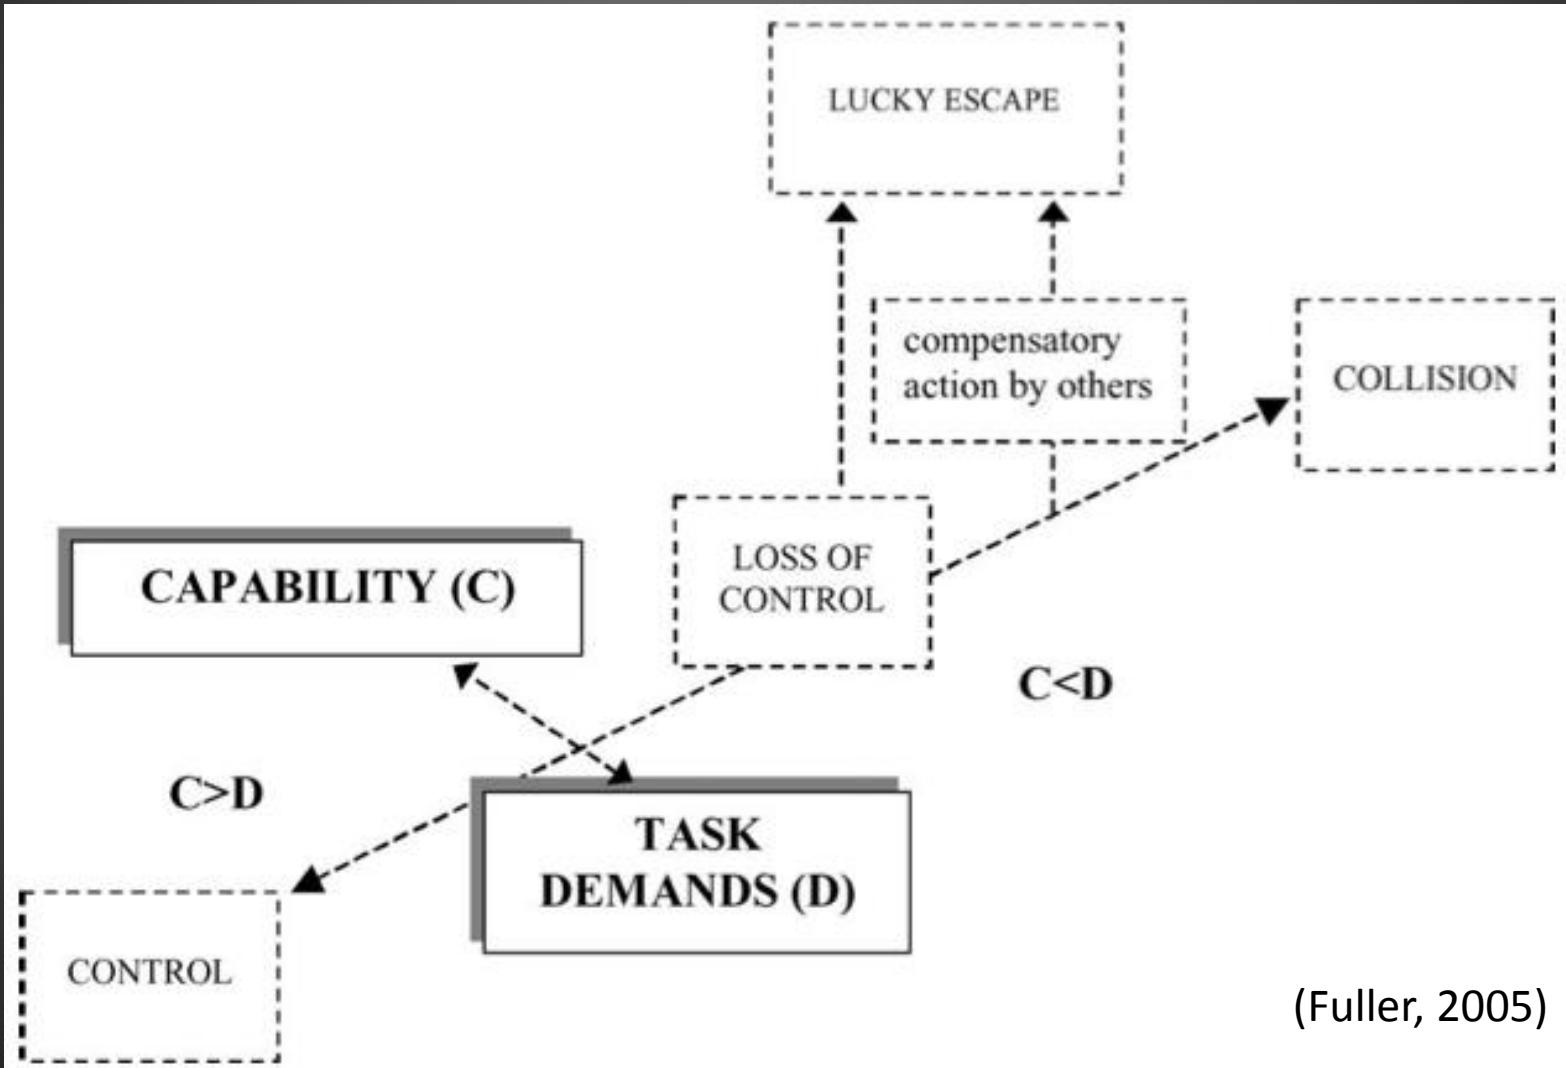 LUCKY ESCAPE
compensatory
action by others
COLLISION
LOSS OF
CONTROL
CAPABILITY (C)
C<D
C>D
TASK
DEMANDS (D)
CONTROL
(Fuller, 2005)